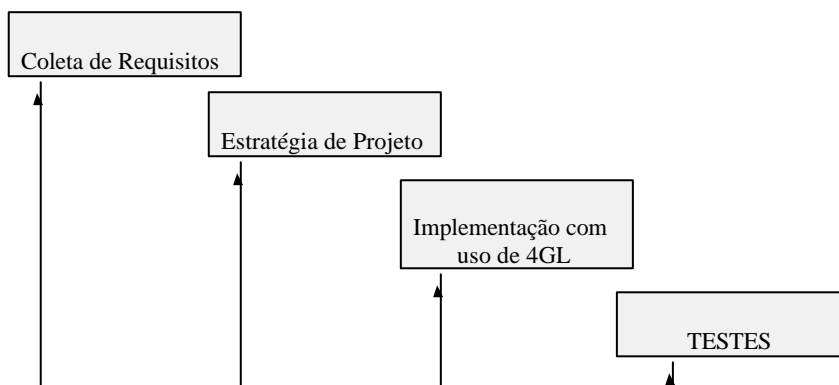 Coleta de Requisitos
Estratégia de Projeto
Implementação com
uso de 4GL
TESTES